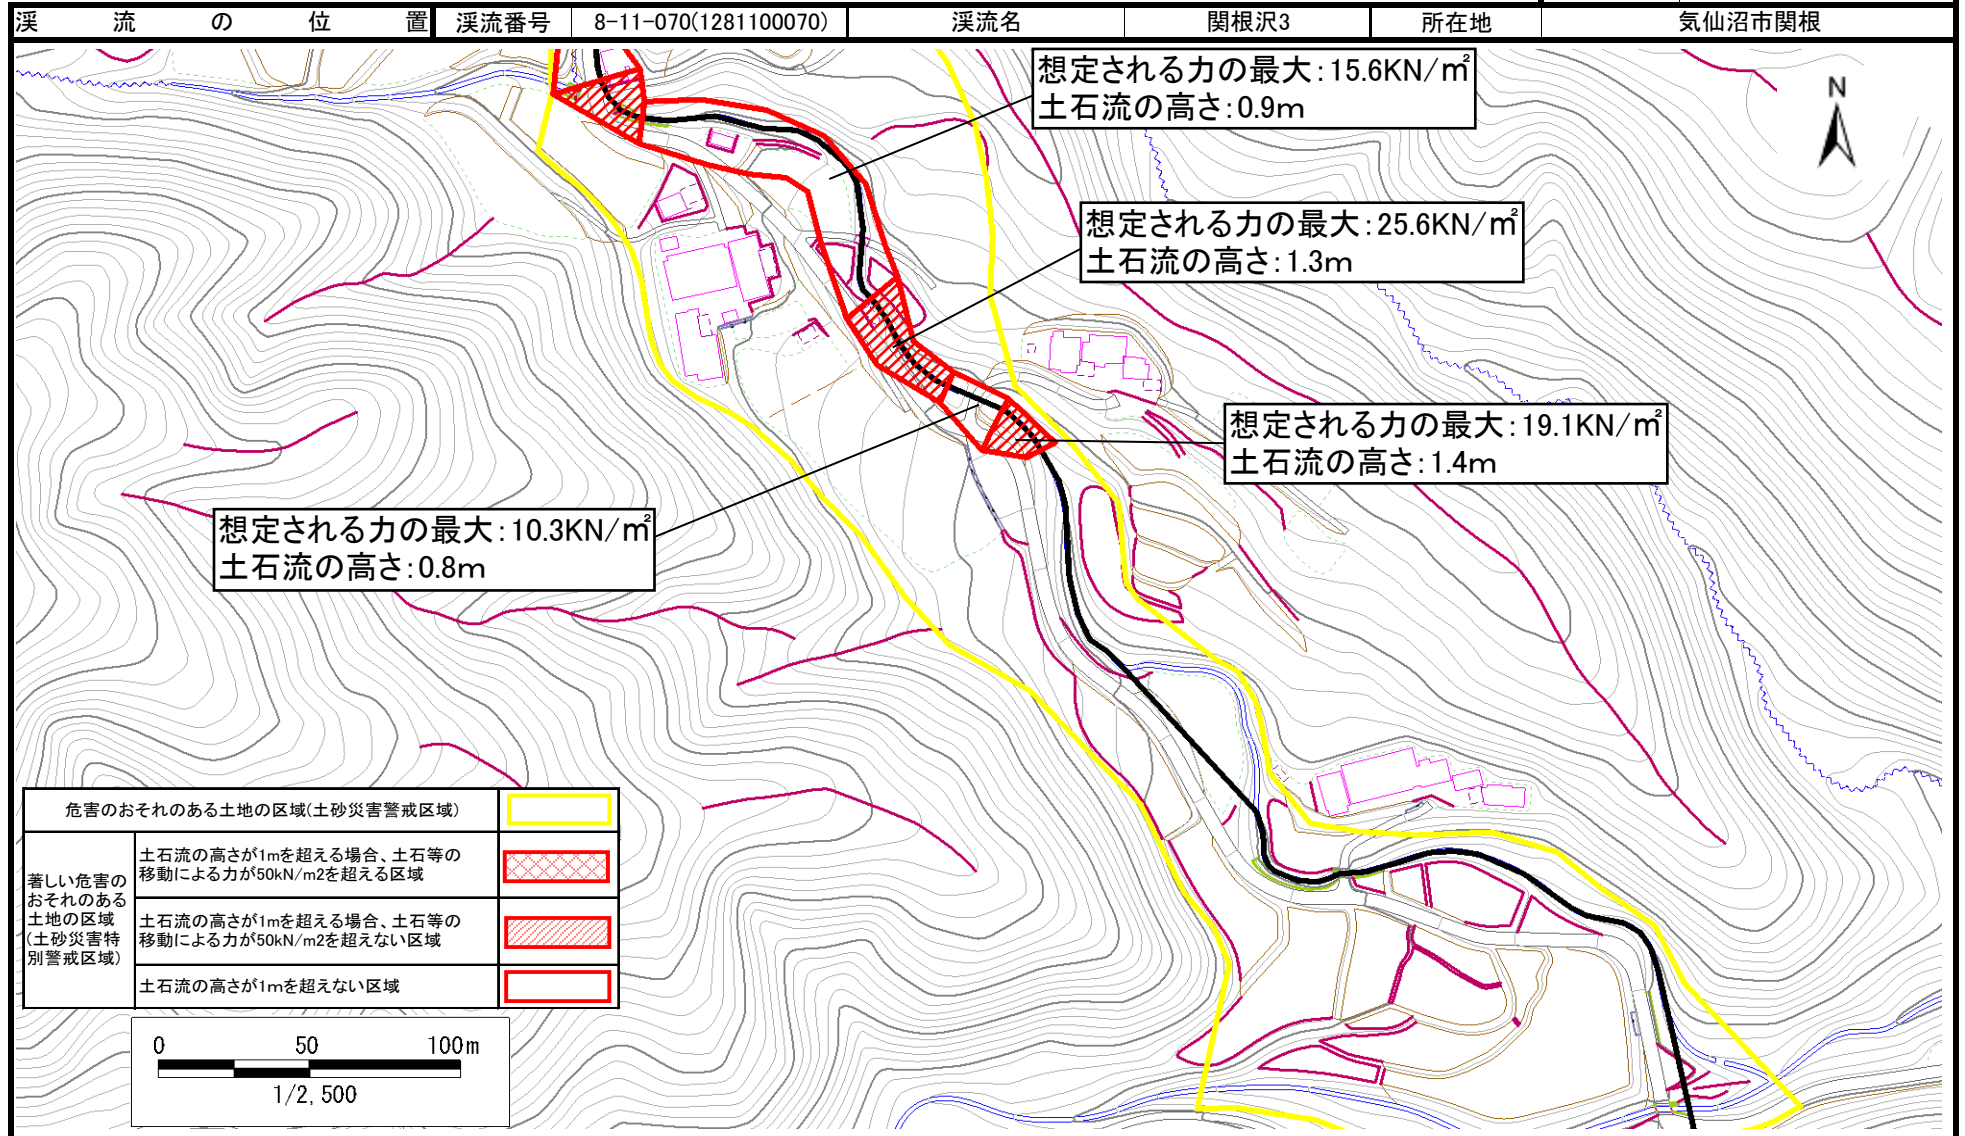 渓流の位置 渓流番号 8-11-070(1281100070) 渓流名 関根沢3 所在地 気仙沼市関根
想定される力の最大:15.6KN/㎡
土石流の高さ:0.9m
N
想定される力の最大:25.6KN/㎡
土石流の高さ:1.3m
想定される力の最大:19.1KN/㎡
土石流の高さ:1.4m
想定される力の最大:10.3KN/㎡
土石流の高さ:0.8m
危害のおそれのある土地の区域(土砂災害警戒区域)
著しい危害の
おそれのある
土地の区域
(土砂災害特
別警戒区域)
土石流の高さが1mを超える場合、土石等の
移動による力が50kN/m2を超える区域
土石流の高さが1mを超える場合、土石等の
移動による力が50kN/m2を超えない区域
土石流の高さが1mを超えない区域
0 50 100m
1/2,500